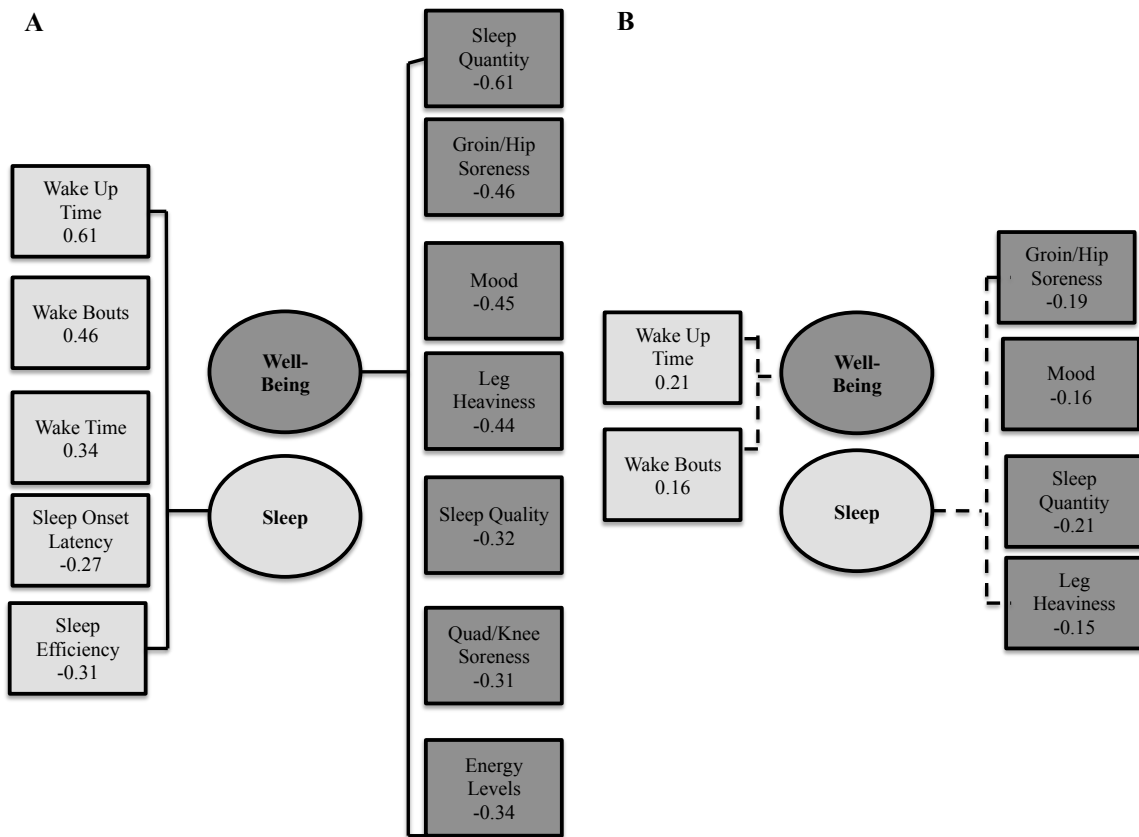 A
Wake Up
Time
0.61
Wake Bouts
0.46
Wake Time
0.34
Sleep Onset
Latency
-0.27
Sleep
Efficiency
-0.31
Well-
Being
Sleep
Sleep
Quantity
-0.61
Groin/Hip
Soreness
-0.46
Mood
-0.45
Leg
Heaviness
-0.44
Sleep Quality
-0.32
Quad/Knee
Soreness
-0.31
Energy
Levels
-0.34
B
Wake Up
Time
0.21
Wake Bouts
0.16
Well-
Being
Sleep
Groin/Hip
Soreness
-0.19
Mood
-0.16
Sleep
Quantity
-0.21
Leg
Heaviness
-0.15